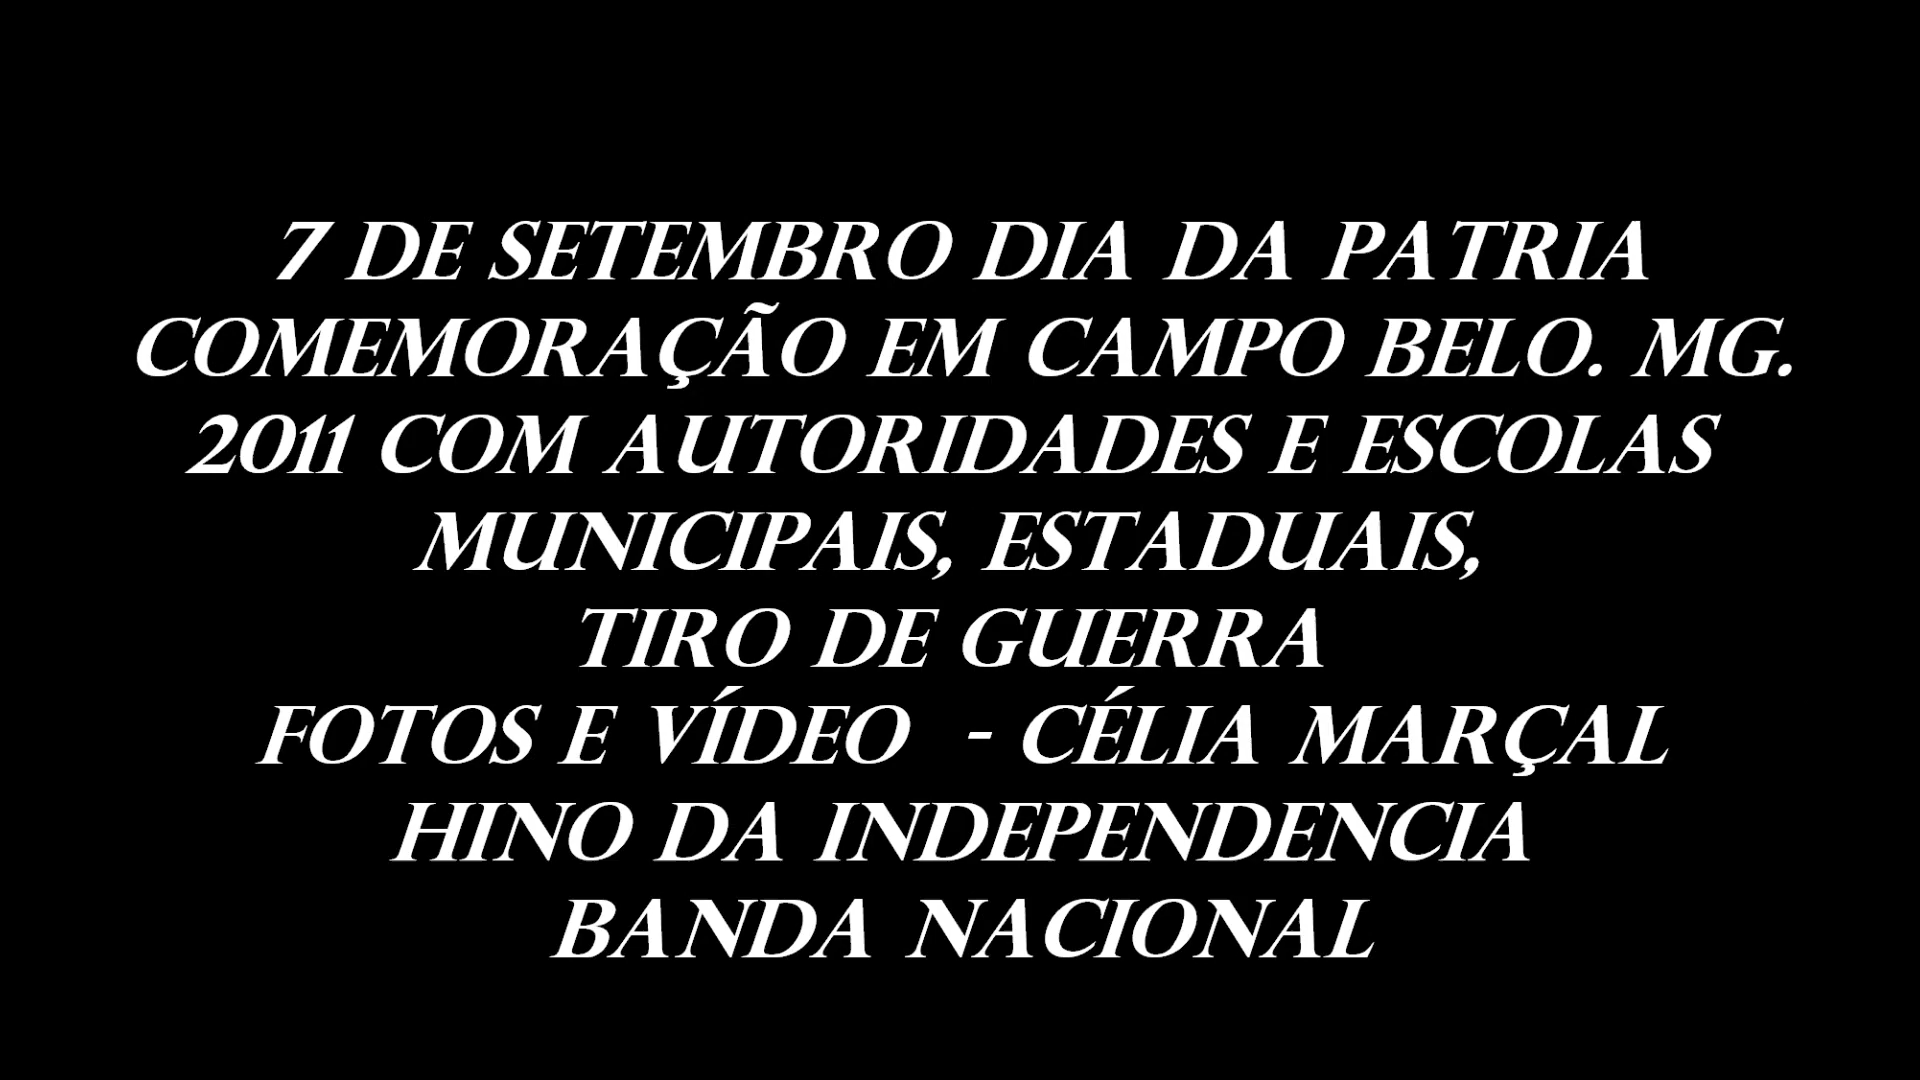 7 DE SETEMBRO DIA DA PATRIA
COMEMORAÇÃO EM CAMPO BELO. MG.
2011 COM AUTORIDADES E ESCOLAS
MUNICIPAIS, ESTADUAIS,
TIRO DE GUERRA
FOTOS E VÍDEO - CÉLIA MARÇAL
HINO DA INDEPENDENCIA
BANDA NACIONAL